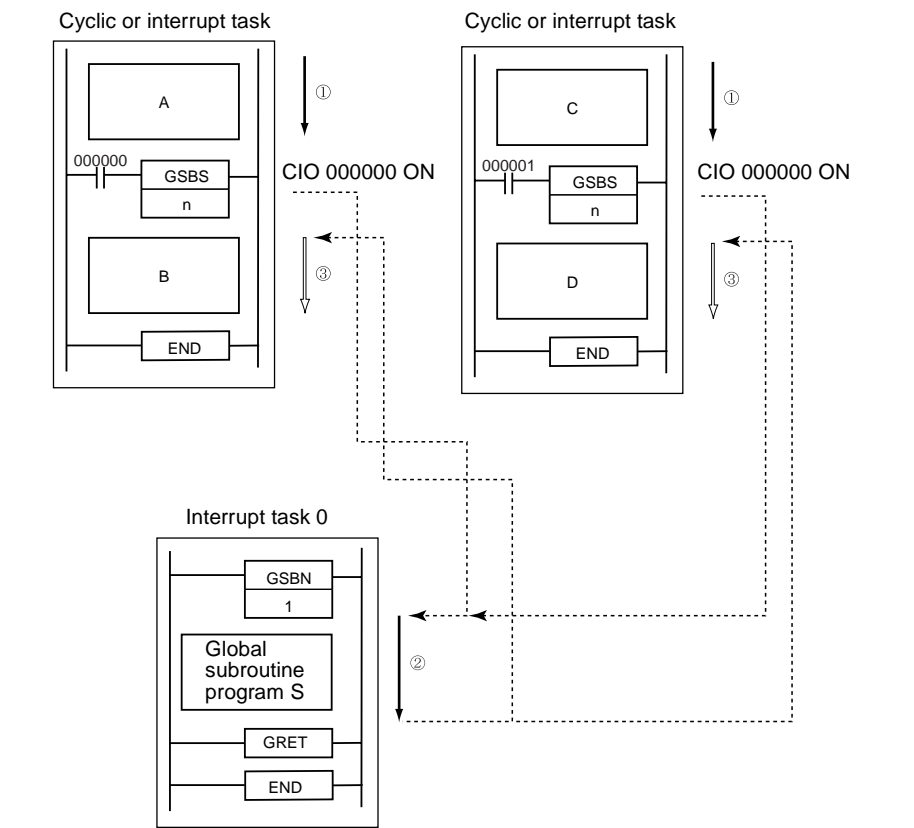 Cyclic or interrupt task
A
①
000000
GSBS
n
CIO 000000 ON
B
③
END
Cyclic or interrupt task
C
①
000001
GSBS
n
CIO 000000 ON
D
③
END
Interrupt task 0
GSBN
1
Global
subroutine
program S
②
GRET
END